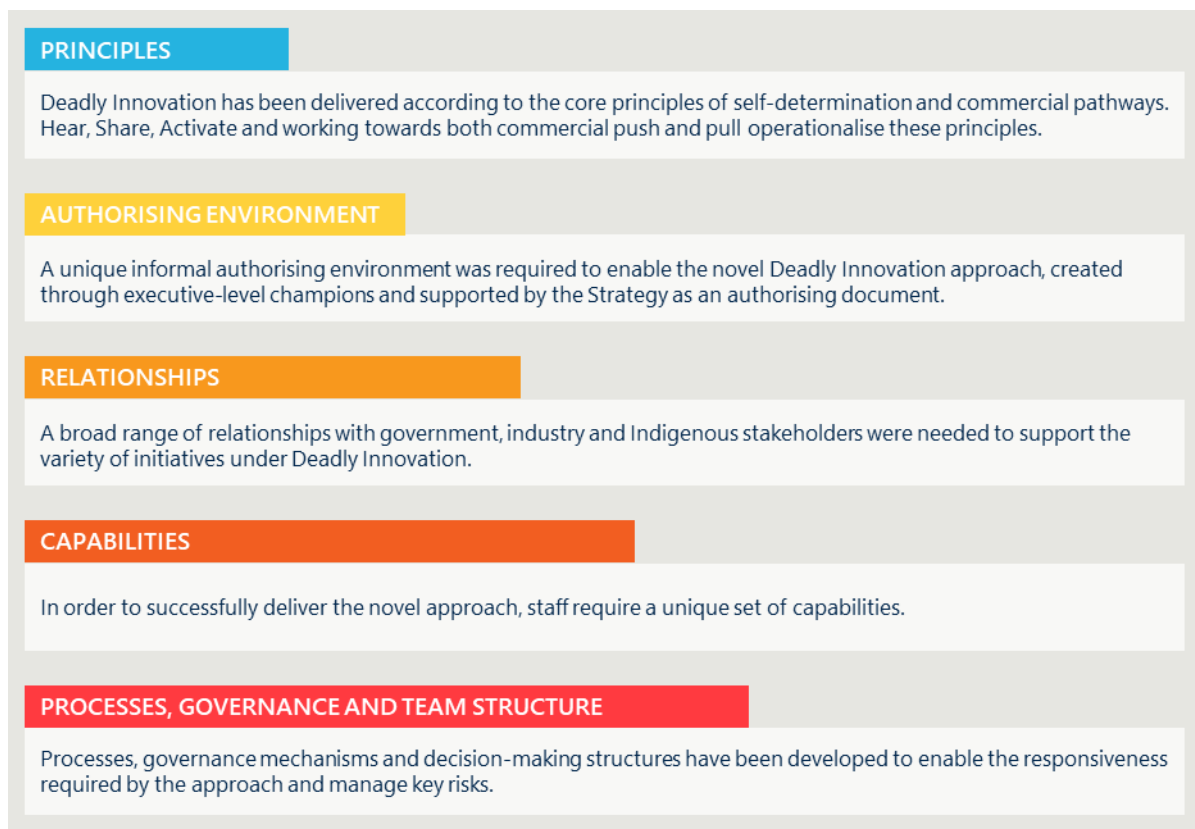 PRINCIPLES
Deadly Innovation has been delivered according to the core principles of self-determination and commercial pathways.
Hear, Share, Activate and working towards both commercial push and pull operationalise these principles.
AUTHORISING ENVIRONMENT
A unique informal authorising environment was required to enable the novel Deadly Innovation approach, created
through executive-level champions and supported by the Strategy as an authorising document.
RELATIONSHIPS
A broad range of relationships with government, industry and Indigenous stakeholders were needed to support the
variety of initiatives under Deadly Innovation.
CAPABILITIES
In order to successfully deliver the novel approach, staff require a unique set of capabilities.
PROCESSES, GOVERNANCE AND TEAM STRUCTURE
Processes, governance mechanisms and decision-making structures have been developed to enable the responsiveness
required by the approach and manage key risks.